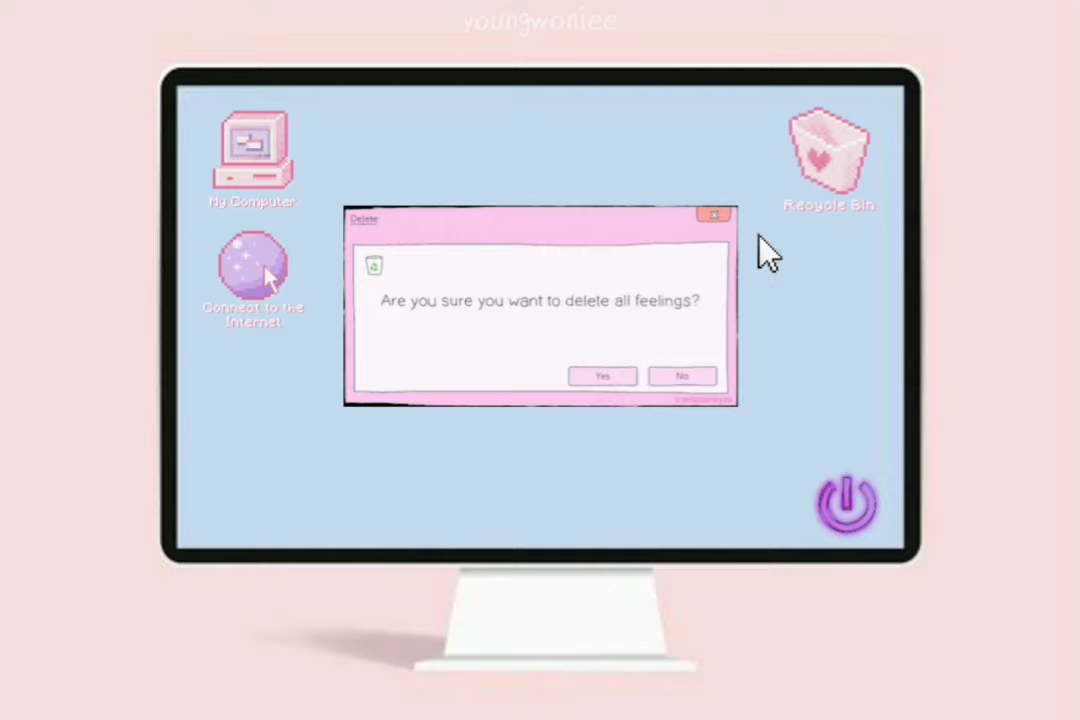 youngwonlee
My Computer
Recycle Bin
Delete
Connect to the
Internet
Are you sure you want to delete all feelings?
Yes
No